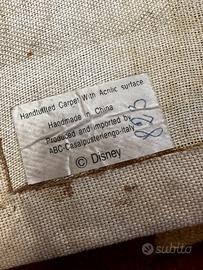 Handtufted Carpet With Acrilic surface
Handmade in China
Produced and imported by
ABC-Casalpusterlengo-italy
© Disney
subito